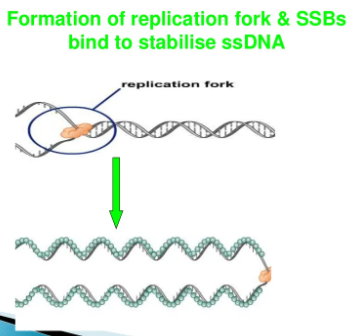 Formation of replication fork & SSBs
bind to stabilise ssDNA
replication fork